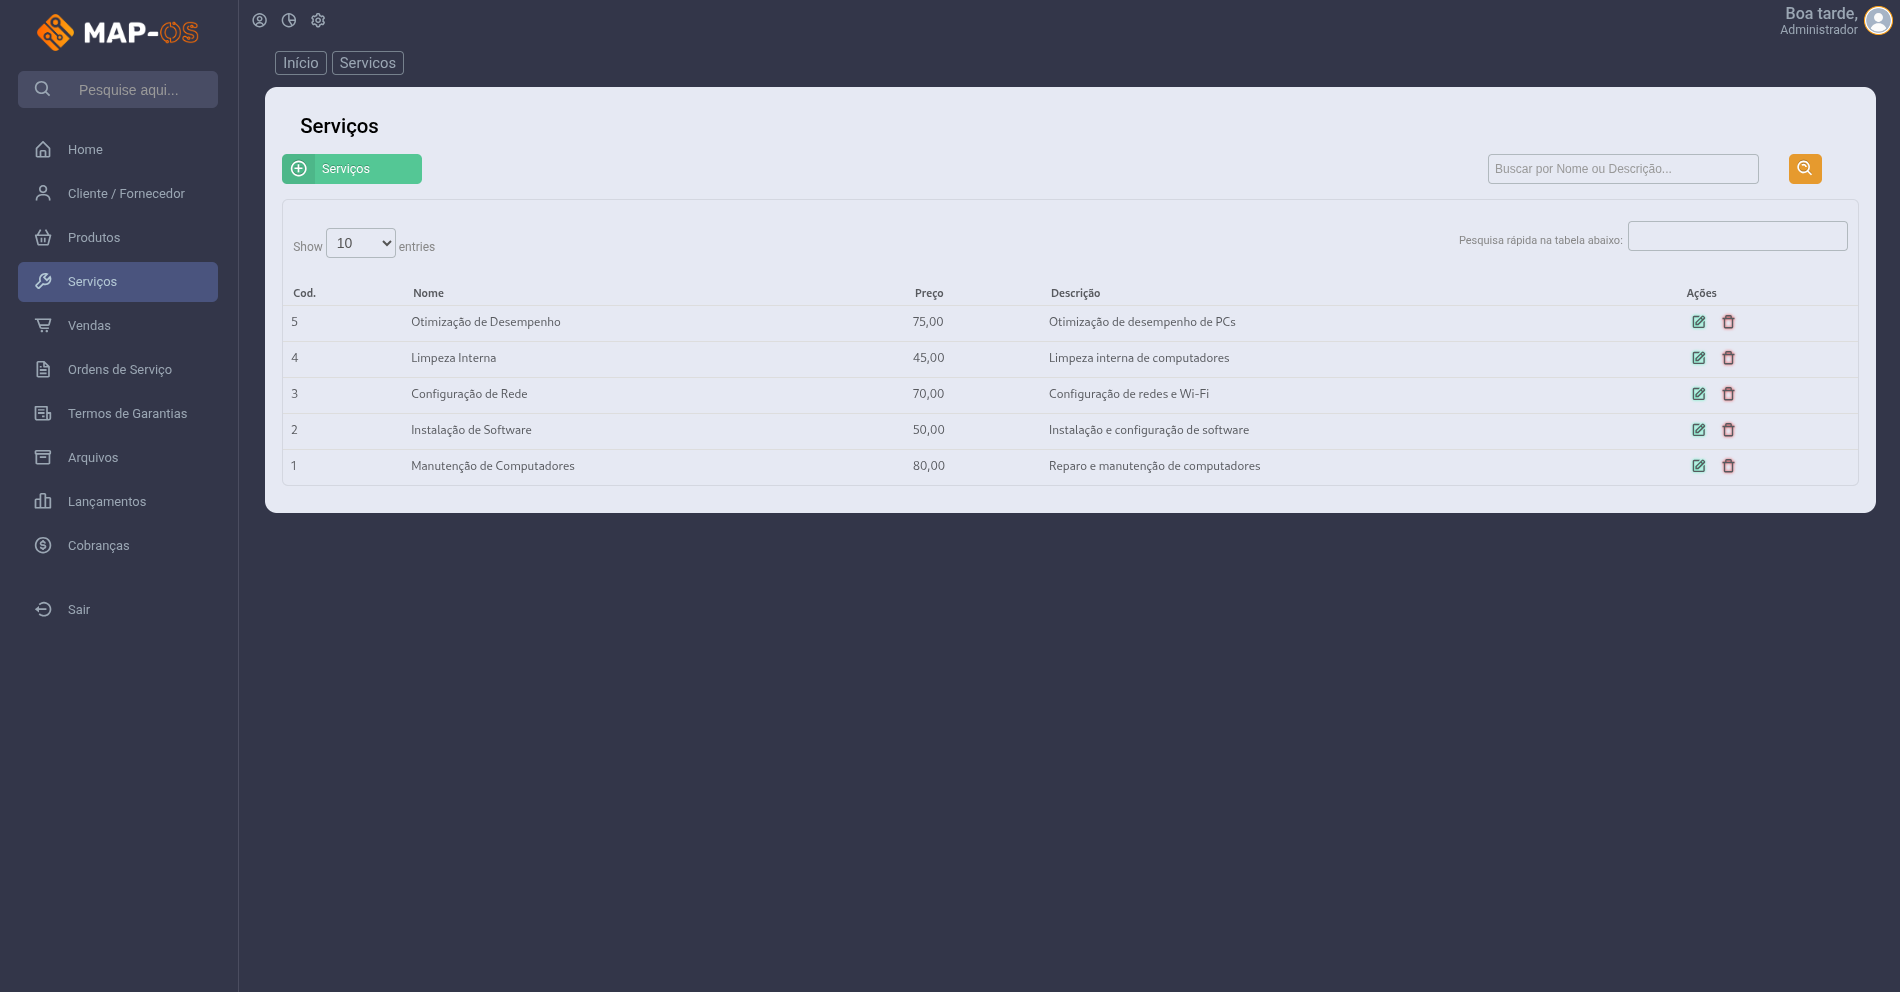 MAP-OS
Boa tarde,
Administrador
Pesquise aqui...
Início
Servicos
Home
Cliente / Fornecedor
Produtos
Serviços
Vendas
Ordens de Serviço
Termos de Garantias
Arquivos
Lançamentos
Cobranças
Sair
Serviços
Serviços
Buscar por Nome ou Descrição...
Show 10 entries
Pesquisa rápida na tabela abaixo:
Cod. Nome Preço Descrição Ações
5 Otimização de Desempenho 75,00 Otimização de desempenho de PCs
4 Limpeza Interna 45,00 Limpeza interna de computadores
3 Configuração de Rede 70,00 Configuração de redes e Wi-Fi
2 Instalação de Software 50,00 Instalação e configuração de software
1 Manutenção de Computadores 80,00 Reparo e manutenção de computadores